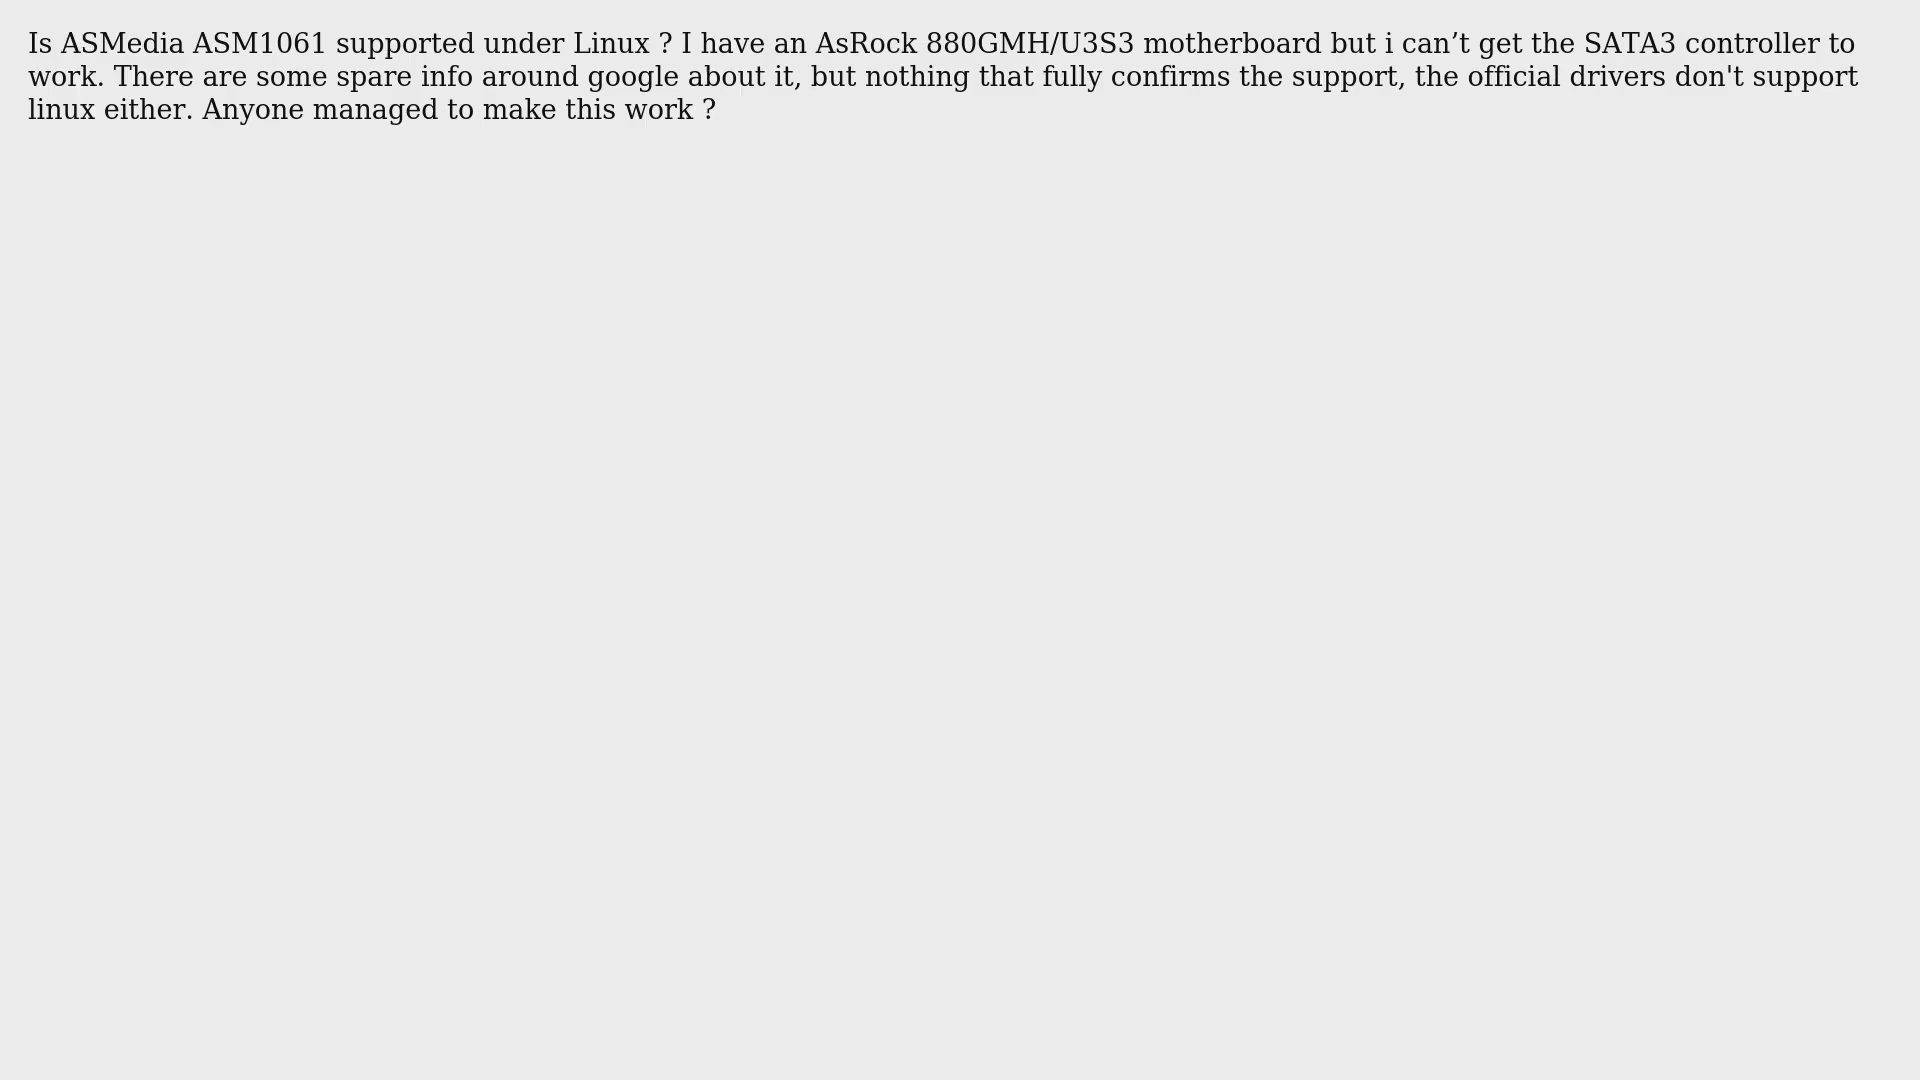 Is ASMedia ASM1061 supported under Linux ? I have an AsRock 880GMH/U3S3 motherboard but i can’t get the SATA3 controller to
work. There are some spare info around google about it, but nothing that fully confirms the support, the official drivers don't support
linux either. Anyone managed to make this work ?